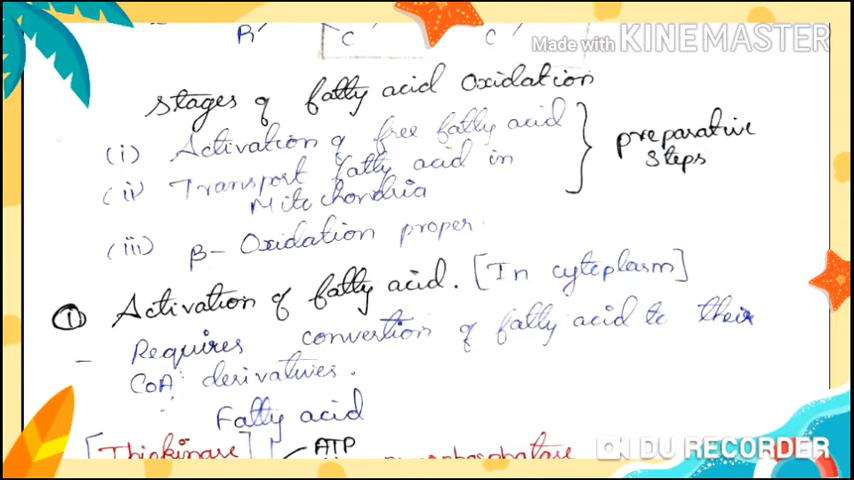 R'
C
C'
Made with KINEMASTER
Stages of fatty acid Oxidation
(i) Activation of free fatty acid
(ii) Transport fatty acid in
Mitochondria
preparative
steps
(iii) β- Oxidation proper.
① Activation of fatty acid. [In cytoplasm]
- Requires convertion of fatty acid to their
CoA derivatives.
Fatty acid
[Thiokinase]
ATP
DU RECORDER